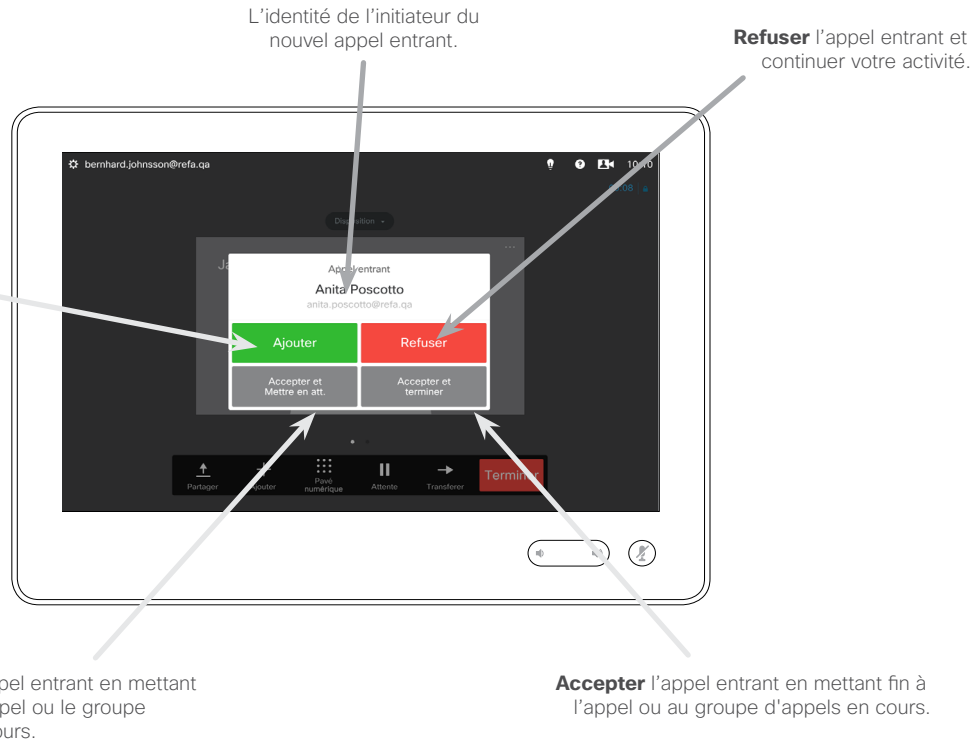 L'identité de l'initiateur du
nouvel appel entrant.
Refuser l'appel entrant et
continuer votre activité.
bernhard.johnsson@refa.qa
Disposition
Appel entrant
Anita Poscotto
anita.poscotto@refa.qa
Ajouter
Refuser
Accepter et
Mettre en att.
Accepter et
terminer
Partager
Ajouter
Pavé
numérique
Attente
Transferer
Terminer
appel entrant en mettant
appel ou le groupe
Accepter l'appel entrant en mettant fin à
l'appel ou au groupe d'appels en cours.